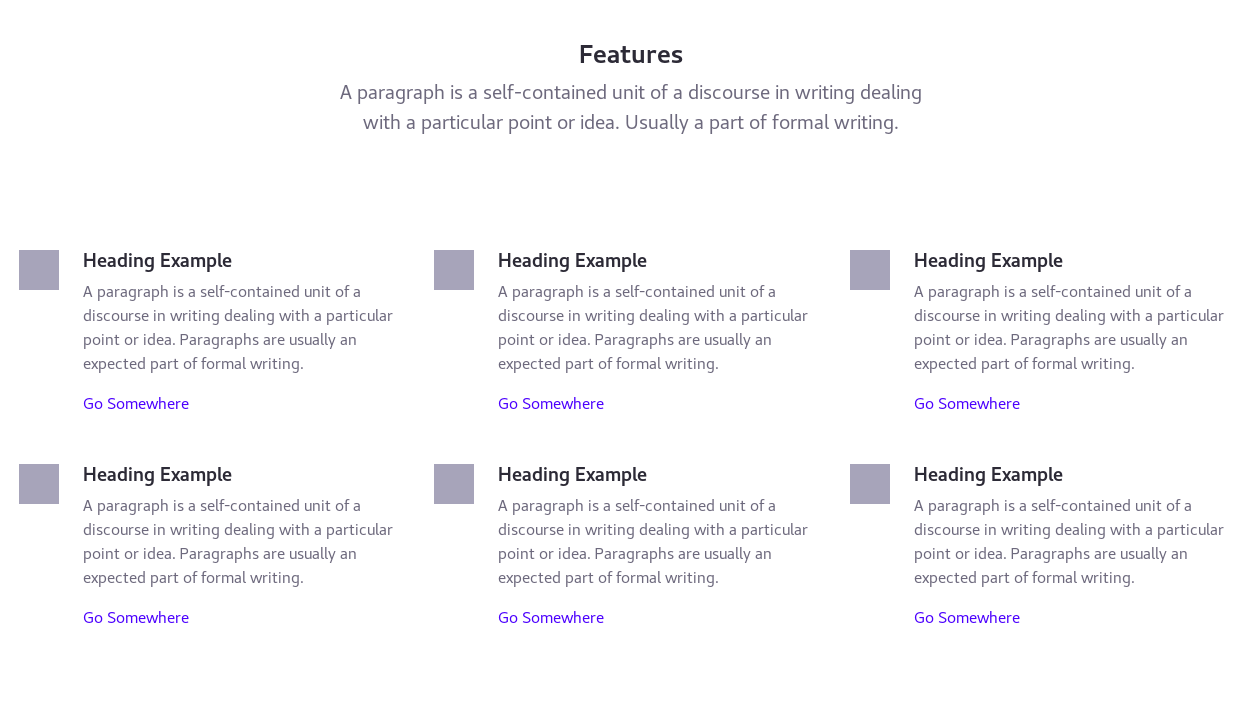 Features
A paragraph is a self-contained unit of a discourse in writing dealing
with a particular point or idea. Usually a part of formal writing.
Heading Example
A paragraph is a self-contained unit of a
discourse in writing dealing with a particular
point or idea. Paragraphs are usually an
expected part of formal writing.
Go Somewhere
Heading Example
A paragraph is a self-contained unit of a
discourse in writing dealing with a particular
point or idea. Paragraphs are usually an
expected part of formal writing.
Go Somewhere
Heading Example
A paragraph is a self-contained unit of a
discourse in writing dealing with a particular
point or idea. Paragraphs are usually an
expected part of formal writing.
Go Somewhere
Heading Example
A paragraph is a self-contained unit of a
discourse in writing dealing with a particular
point or idea. Paragraphs are usually an
expected part of formal writing.
Go Somewhere
Heading Example
A paragraph is a self-contained unit of a
discourse in writing dealing with a particular
point or idea. Paragraphs are usually an
expected part of formal writing.
Go Somewhere
Heading Example
A paragraph is a self-contained unit of a
discourse in writing dealing with a particular
point or idea. Paragraphs are usually an
expected part of formal writing.
Go Somewhere